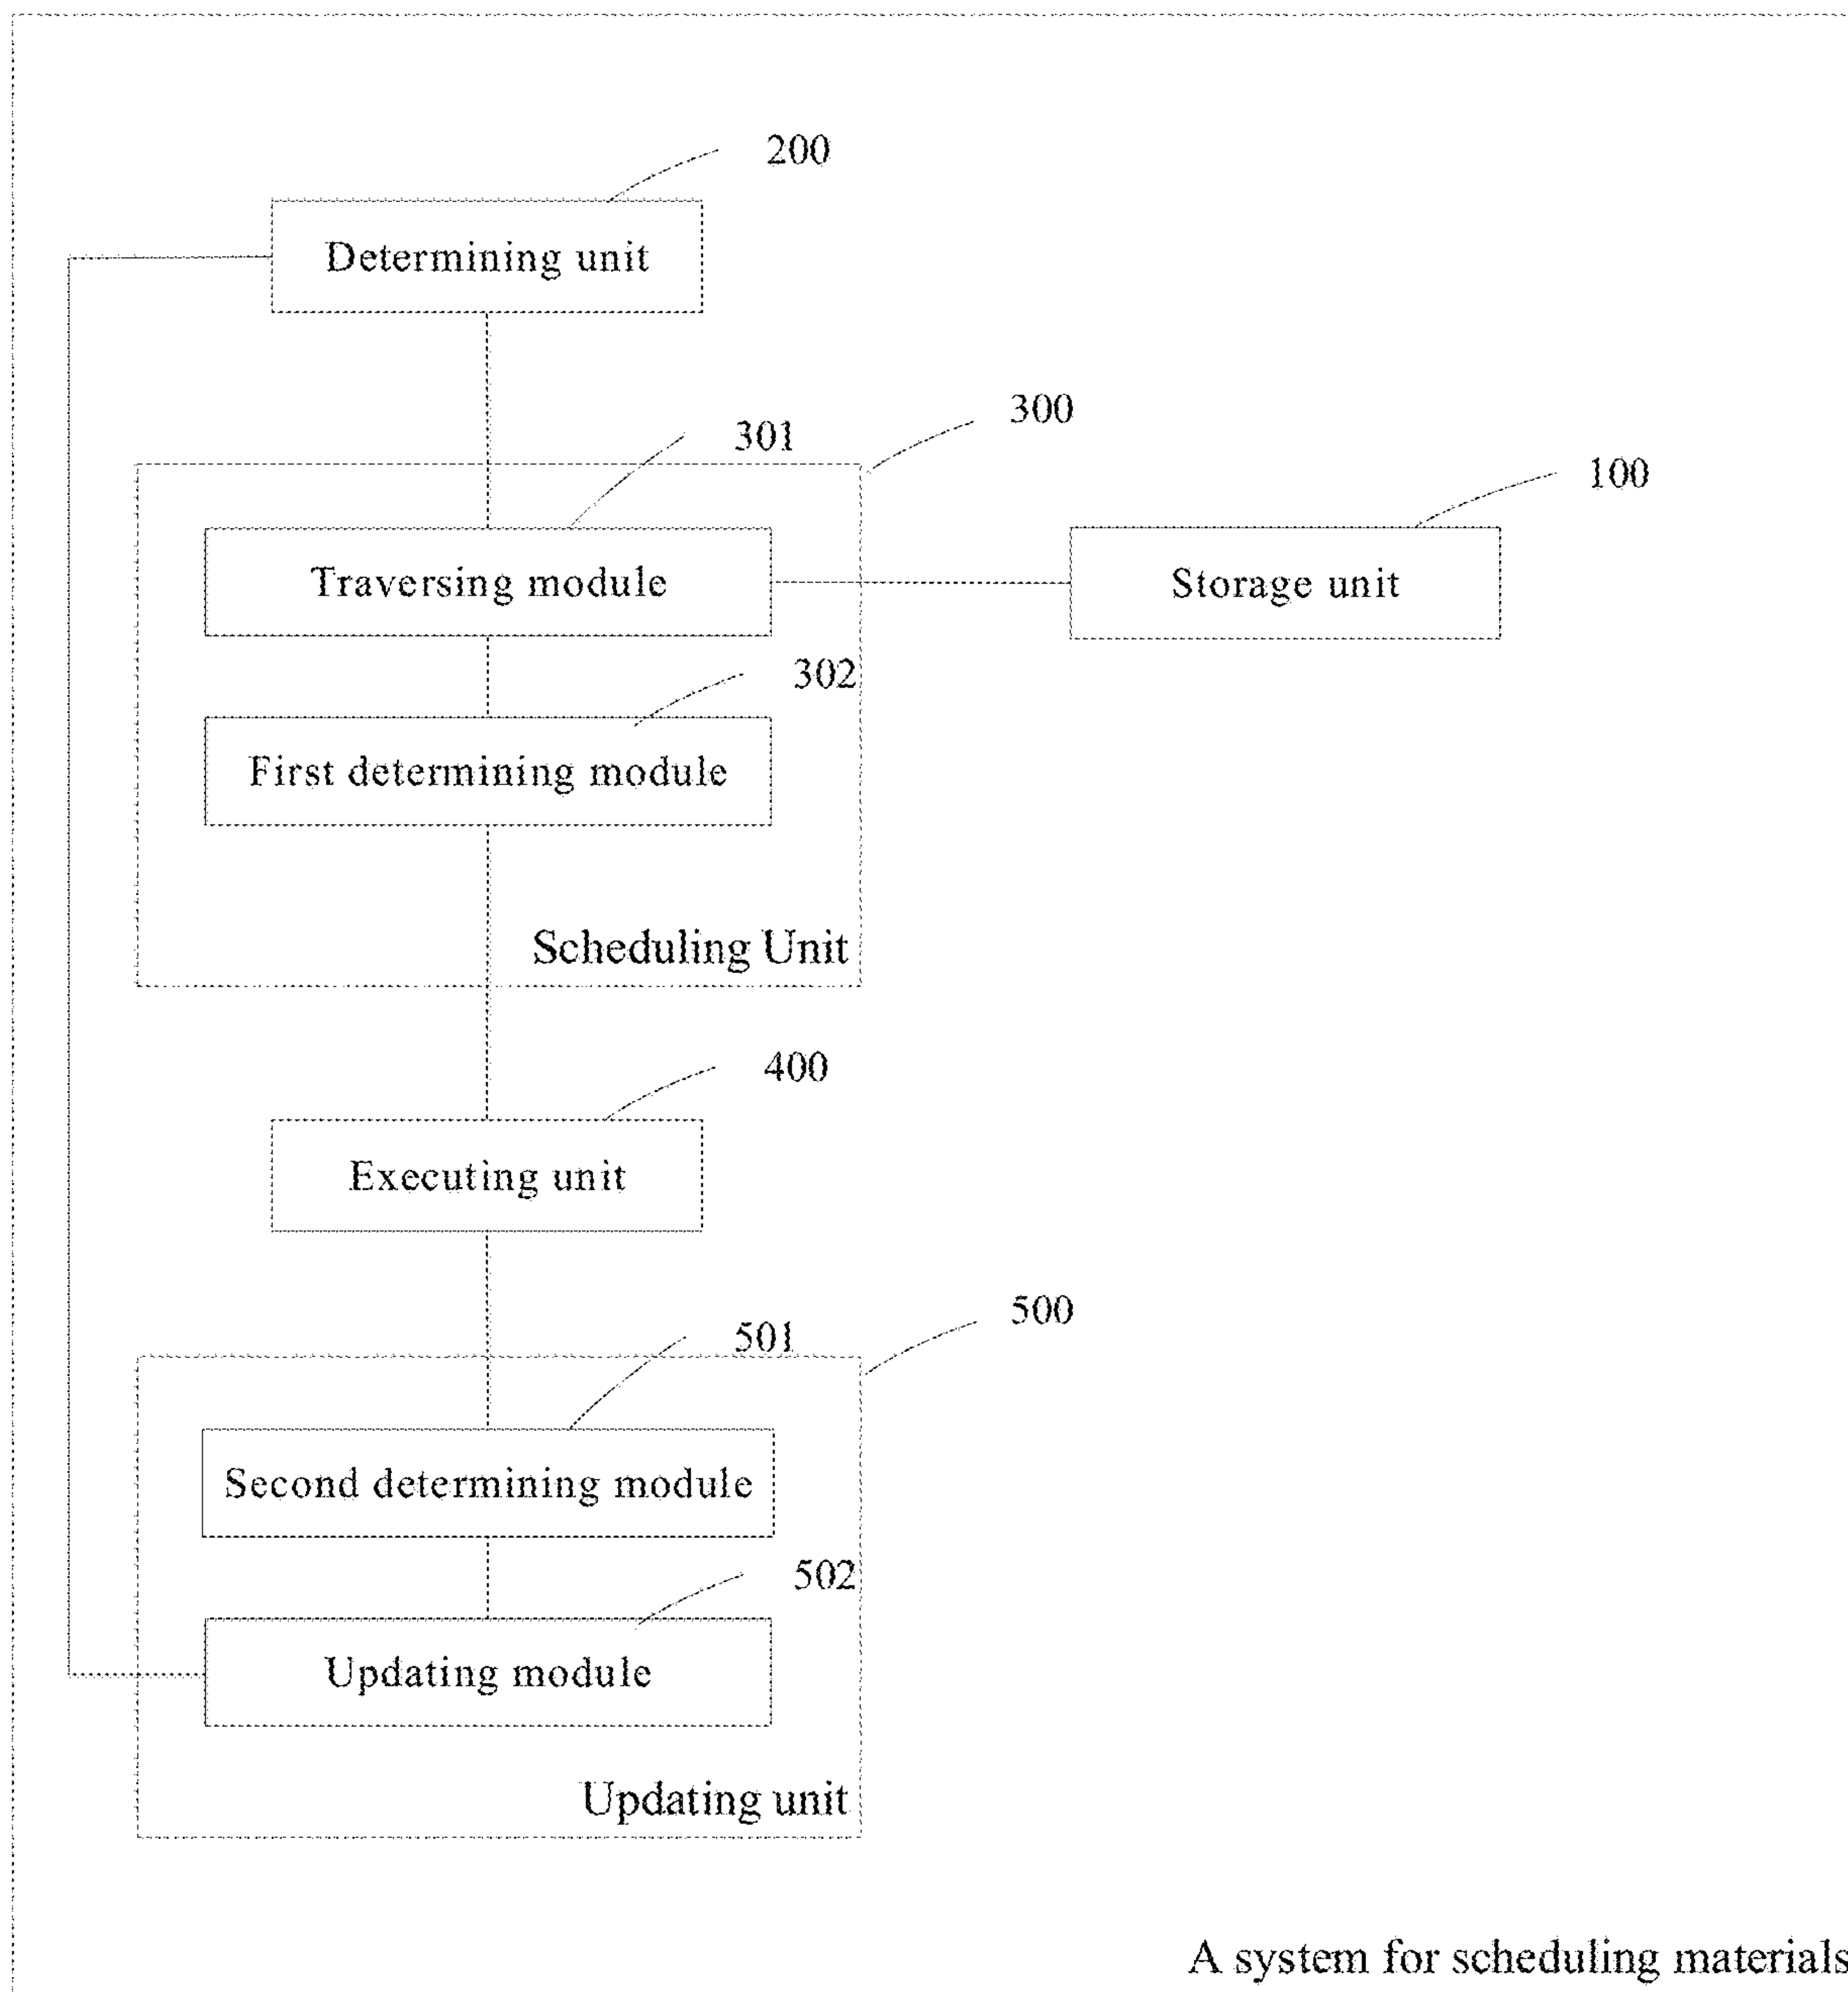 200
Determining unit
300
301
100
Traversing module
Storage unit
302
First determining module
Scheduling Unit
400
Executing unit
500
501
Second determining module
502
Updating module
Updating unit
A system for scheduling materials